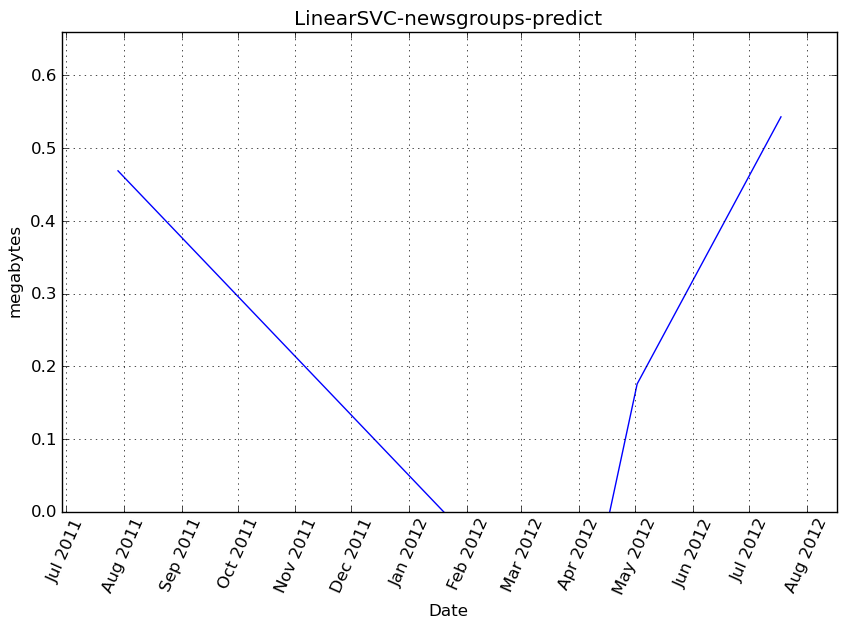 LinearSVC-newsgroups-predict
megabytes
0.6
0.5
0.4
0.3
0.2
0.1
0.0
Jul 2011
Aug 2011
Sep 2011
Oct 2011
Nov 2011
Dec 2011
Jan 2012
Feb 2012
Mar 2012
Apr 2012
May 2012
Jun 2012
Jul 2012
Aug 2012
Date